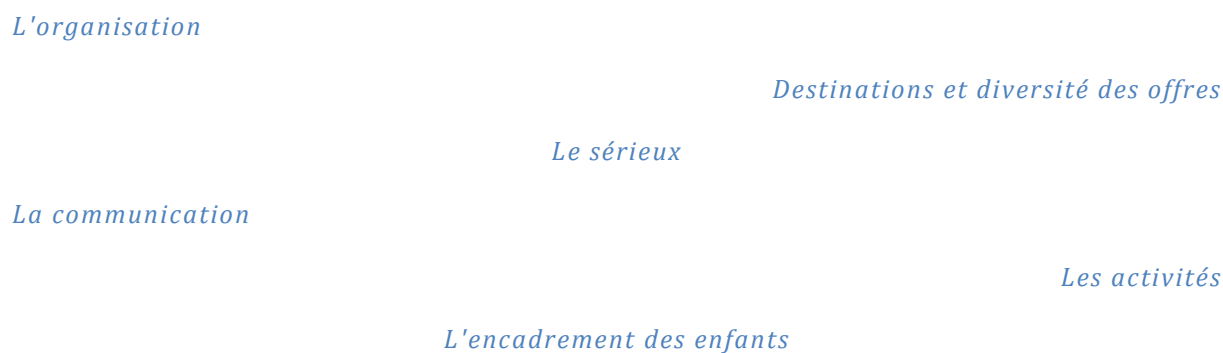 L'organisation
Destinations et diversité des offres
Le sérieux
La communication
Les activités
L'encadrement des enfants